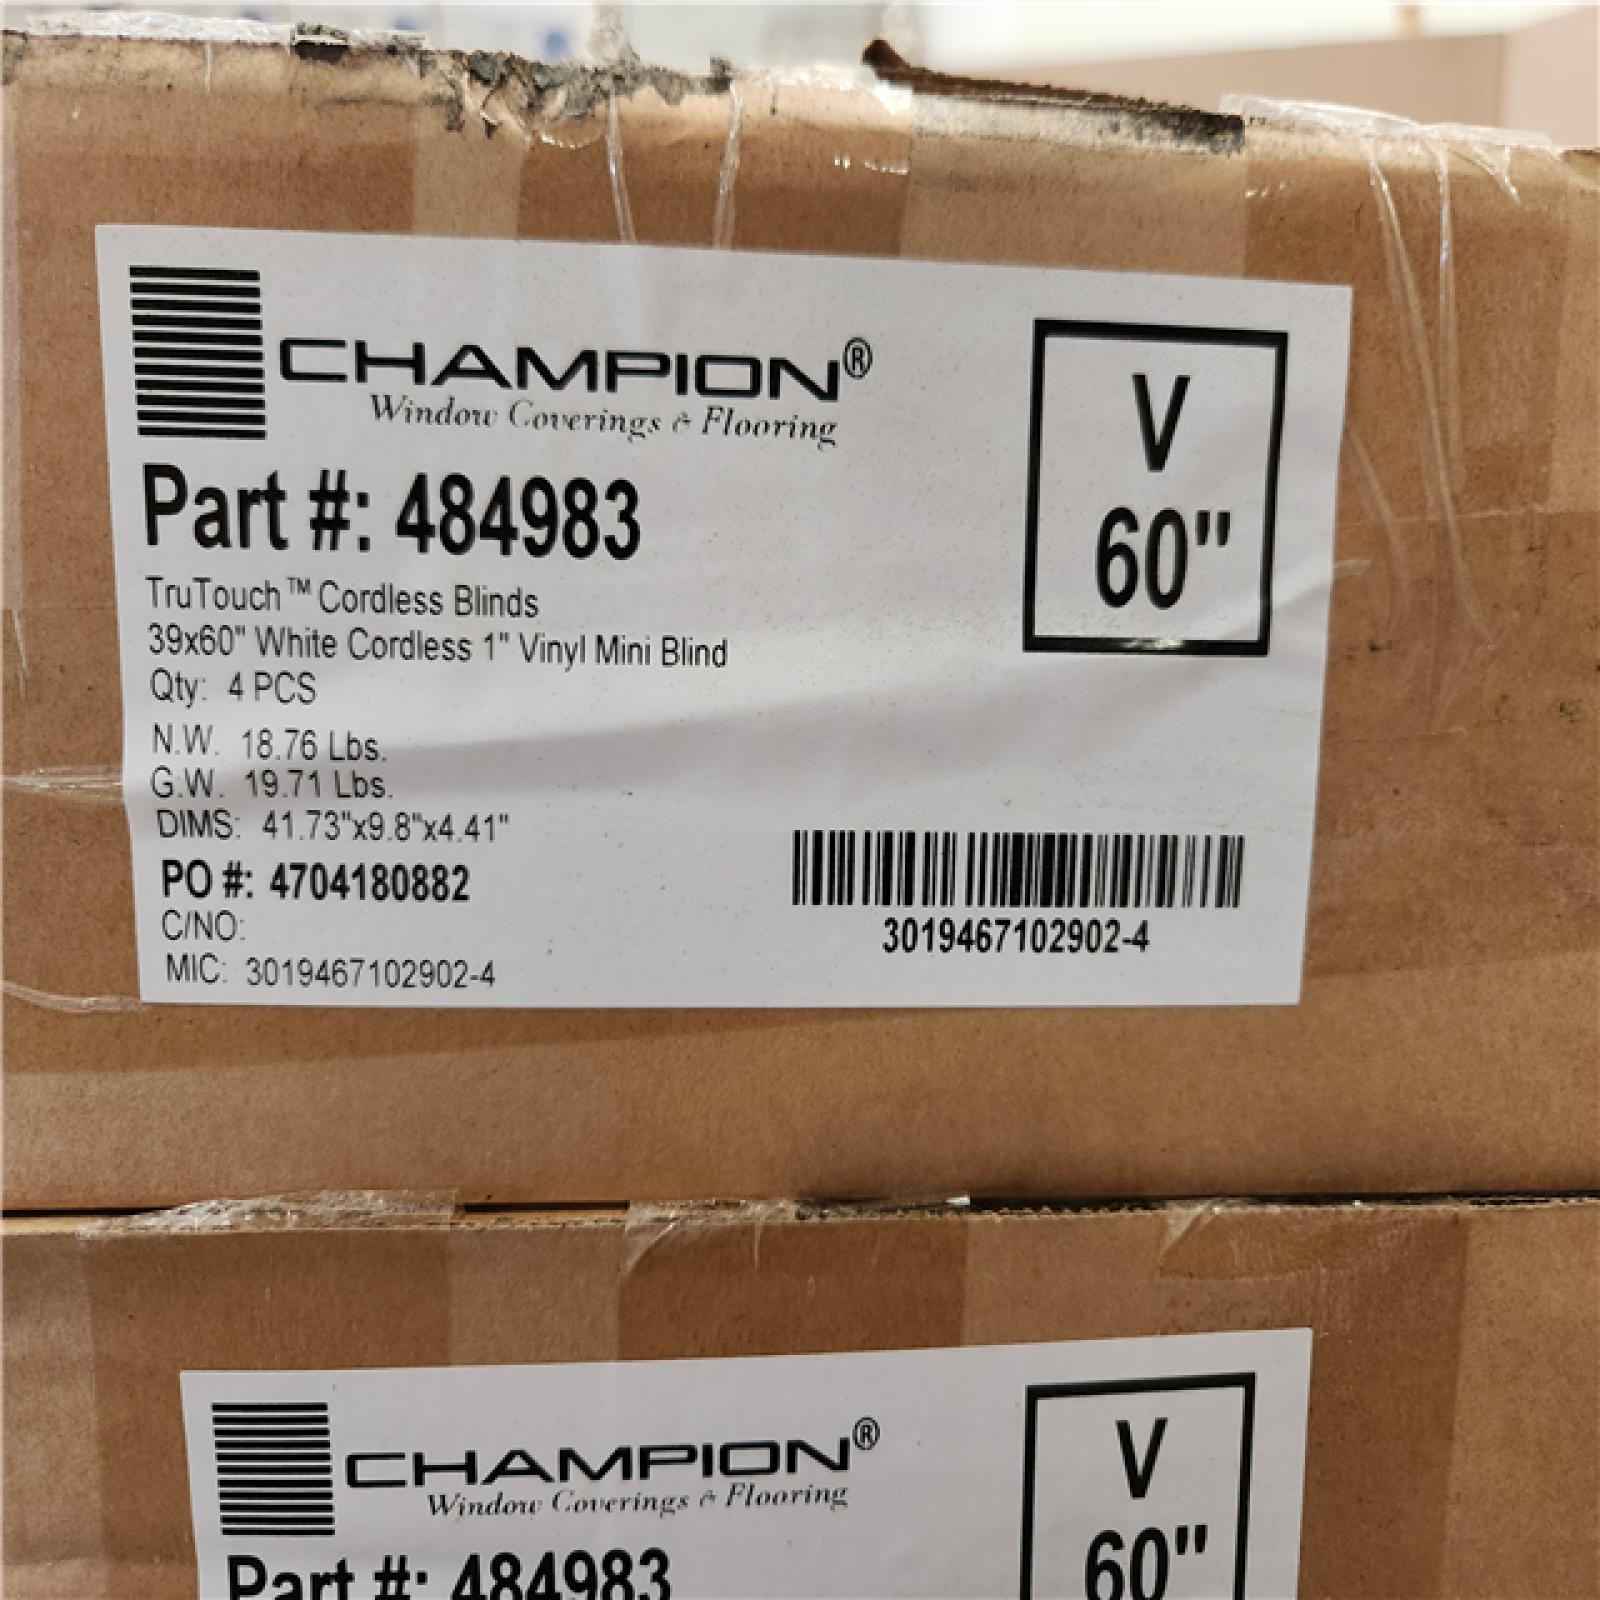 CHAMPION®
Window Coverings & Flooring
V
60"
Part #: 484983
TruTouch™ Cordless Blinds
39x60" White Cordless 1" Vinyl Mini Blind
Qty: 4 PCS
N.W. 18.76 Lbs.
G.W. 19.71 Lbs.
DIMS: 41.73"x9.8"x4.41"
PO #: 4704180882
C/NO:
MIC: 3019467102902-4
3019467102902-4
CHAMPION®
Window Coverings & Flooring
V
60"
Part #: 484983